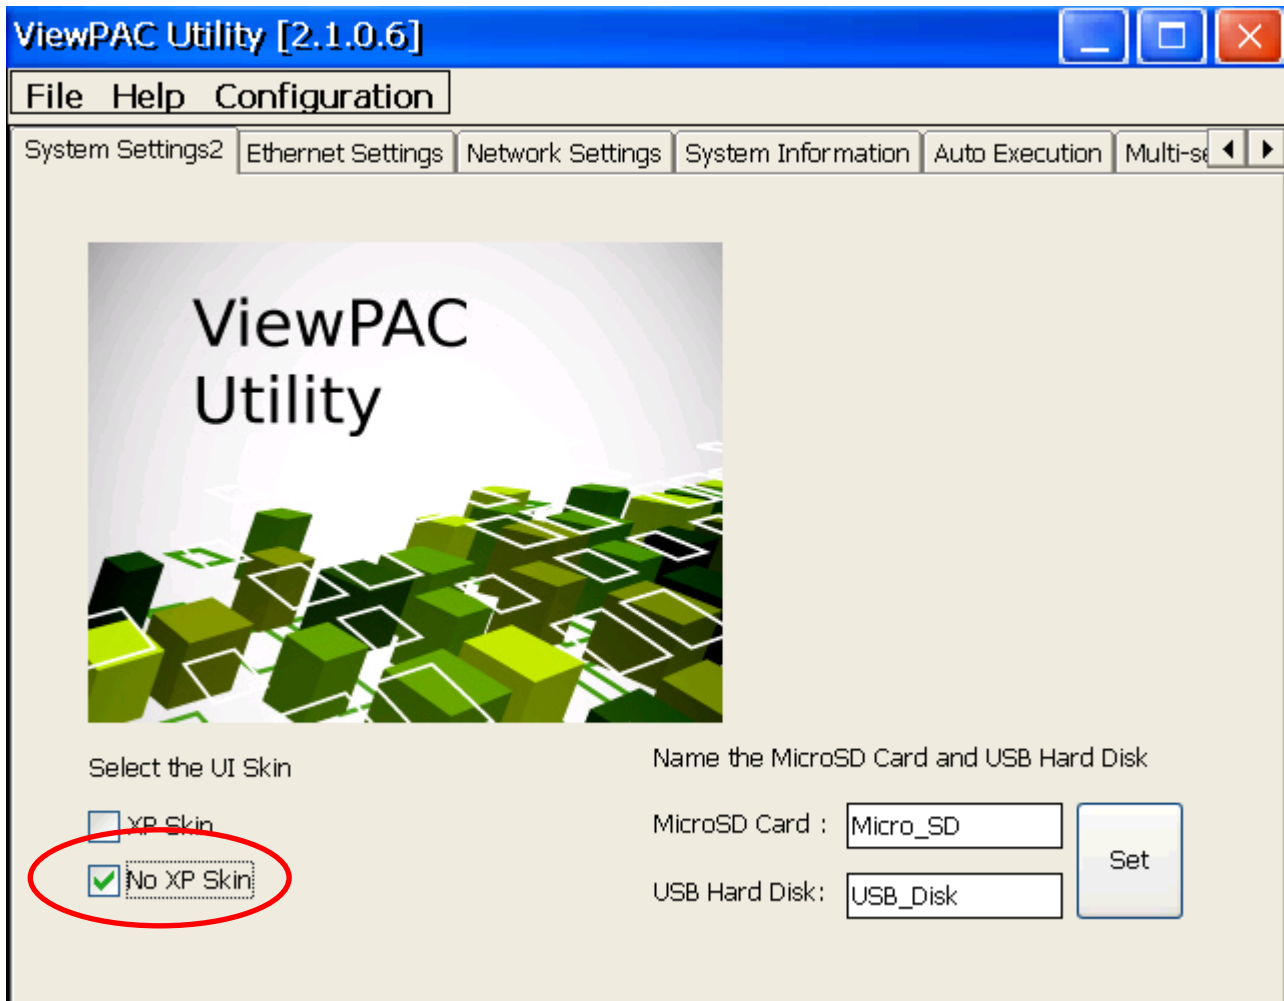 ViewPAC Utility [2.1.0.6]
File Help Configuration
System Settings2 Ethernet Settings Network Settings System Information Auto Execution Multi-se
ViewPAC
Utility
Select the UI Skin
XP Skin
No XP Skin
Name the MicroSD Card and USB Hard Disk
MicroSD Card : Micro_SD
USB Hard Disk: USB_Disk
Set